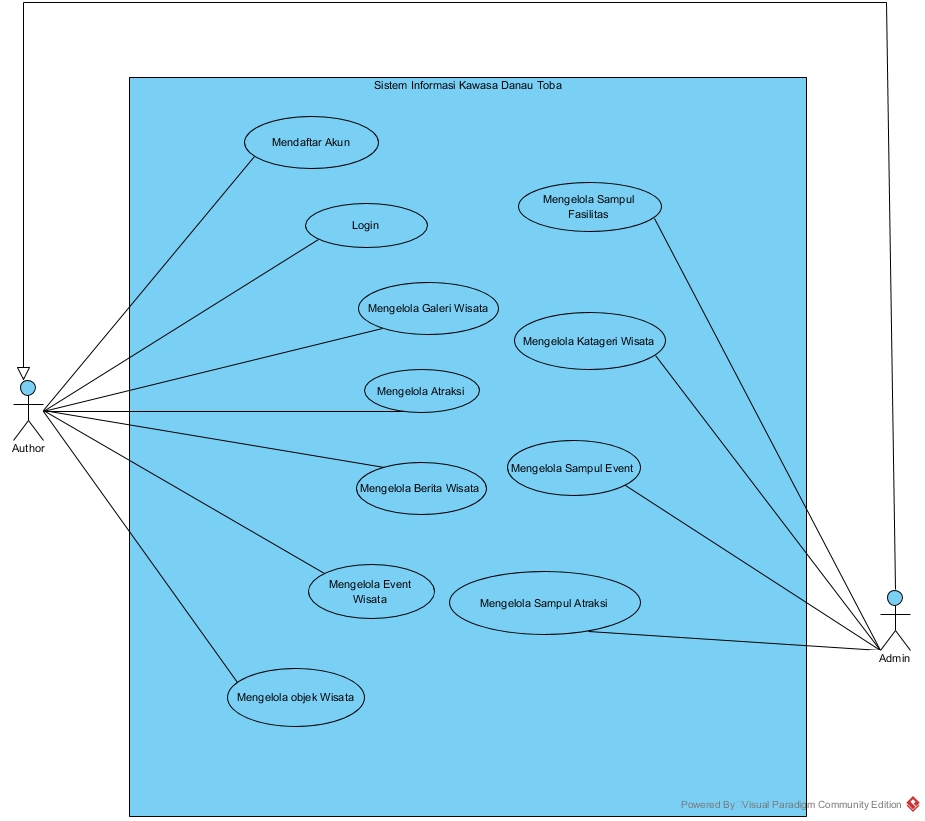 Sistem Informasi Kawasa Danau Toba
Mendaftar Akun
Mengelola Sampul
Fasilitas
Login
Mengelola Galeri Wisata
Mengelola Katageri Wisata
Mengelola Atraksi
Author
Mengelola Sampul Event
Mengelola Berita Wisata
Mengelola Event
Wisata
Mengelola Sampul Atraksi
Admin
Mengelola objek Wisata
Powered By Visual Paradigm Community Edition